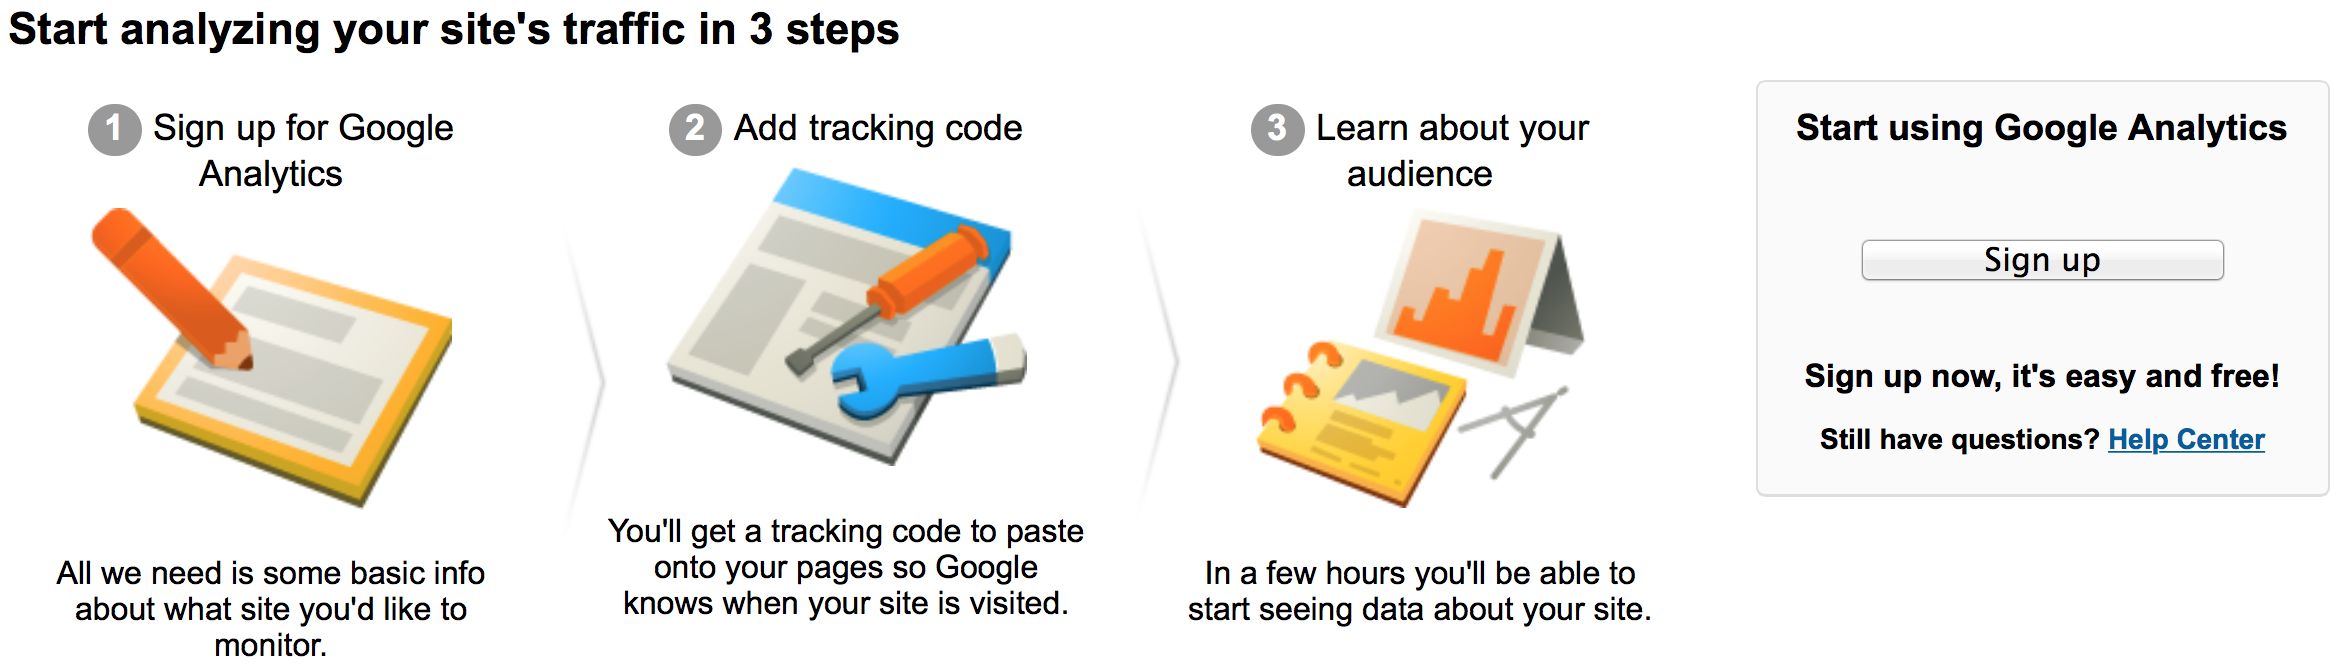 Start analyzing your site's traffic in 3 steps
1 Sign up for Google
Analytics
All we need is some basic info
about what site you'd like to
monitor.
2 Add tracking code
You'll get a tracking code to paste
onto your pages so Google
knows when your site is visited.
3 Learn about your
audience
In a few hours you'll be able to
start seeing data about your site.
Start using Google Analytics
Sign up
Sign up now, it's easy and free!
Still have questions? Help Center